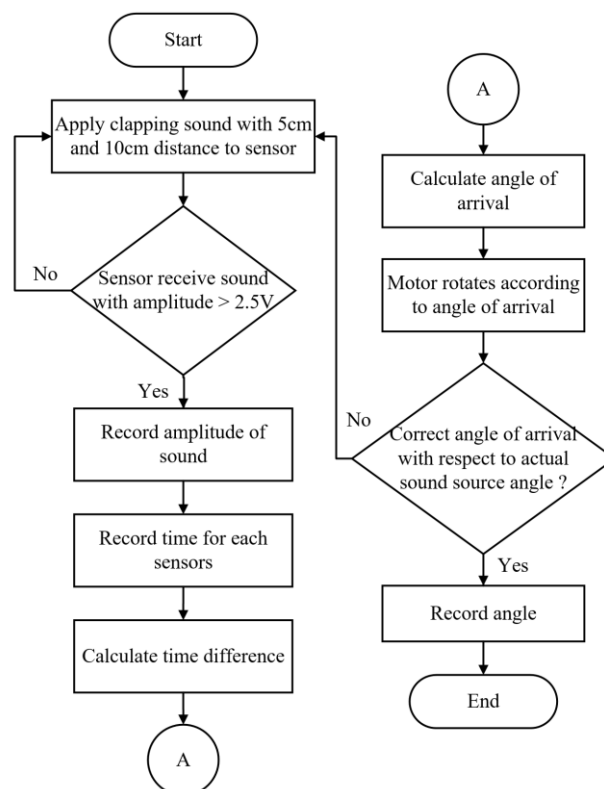 Start
Apply clapping sound with 5cm
and 10cm distance to sensor
No
Sensor receive sound
with amplitude > 2.5V
Yes
Record amplitude of
sound
Record time for each
sensors
Calculate time difference
A
A
Calculate angle of
arrival
Motor rotates according
to angle of arrival
No
Correct angle of arrival
with respect to actual
sound source angle ?
Yes
Record angle
End